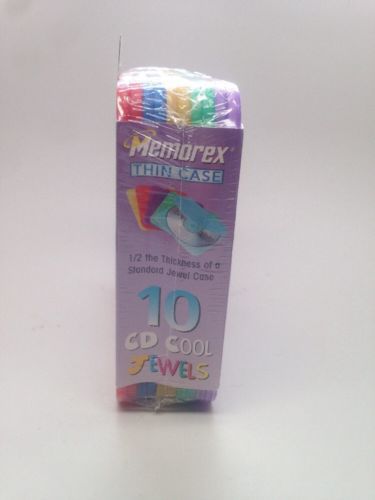 Memorex
THIN CASE
1/2 the Thickness of a
Standard Jewel Case
10
CD COOL
JEWELS